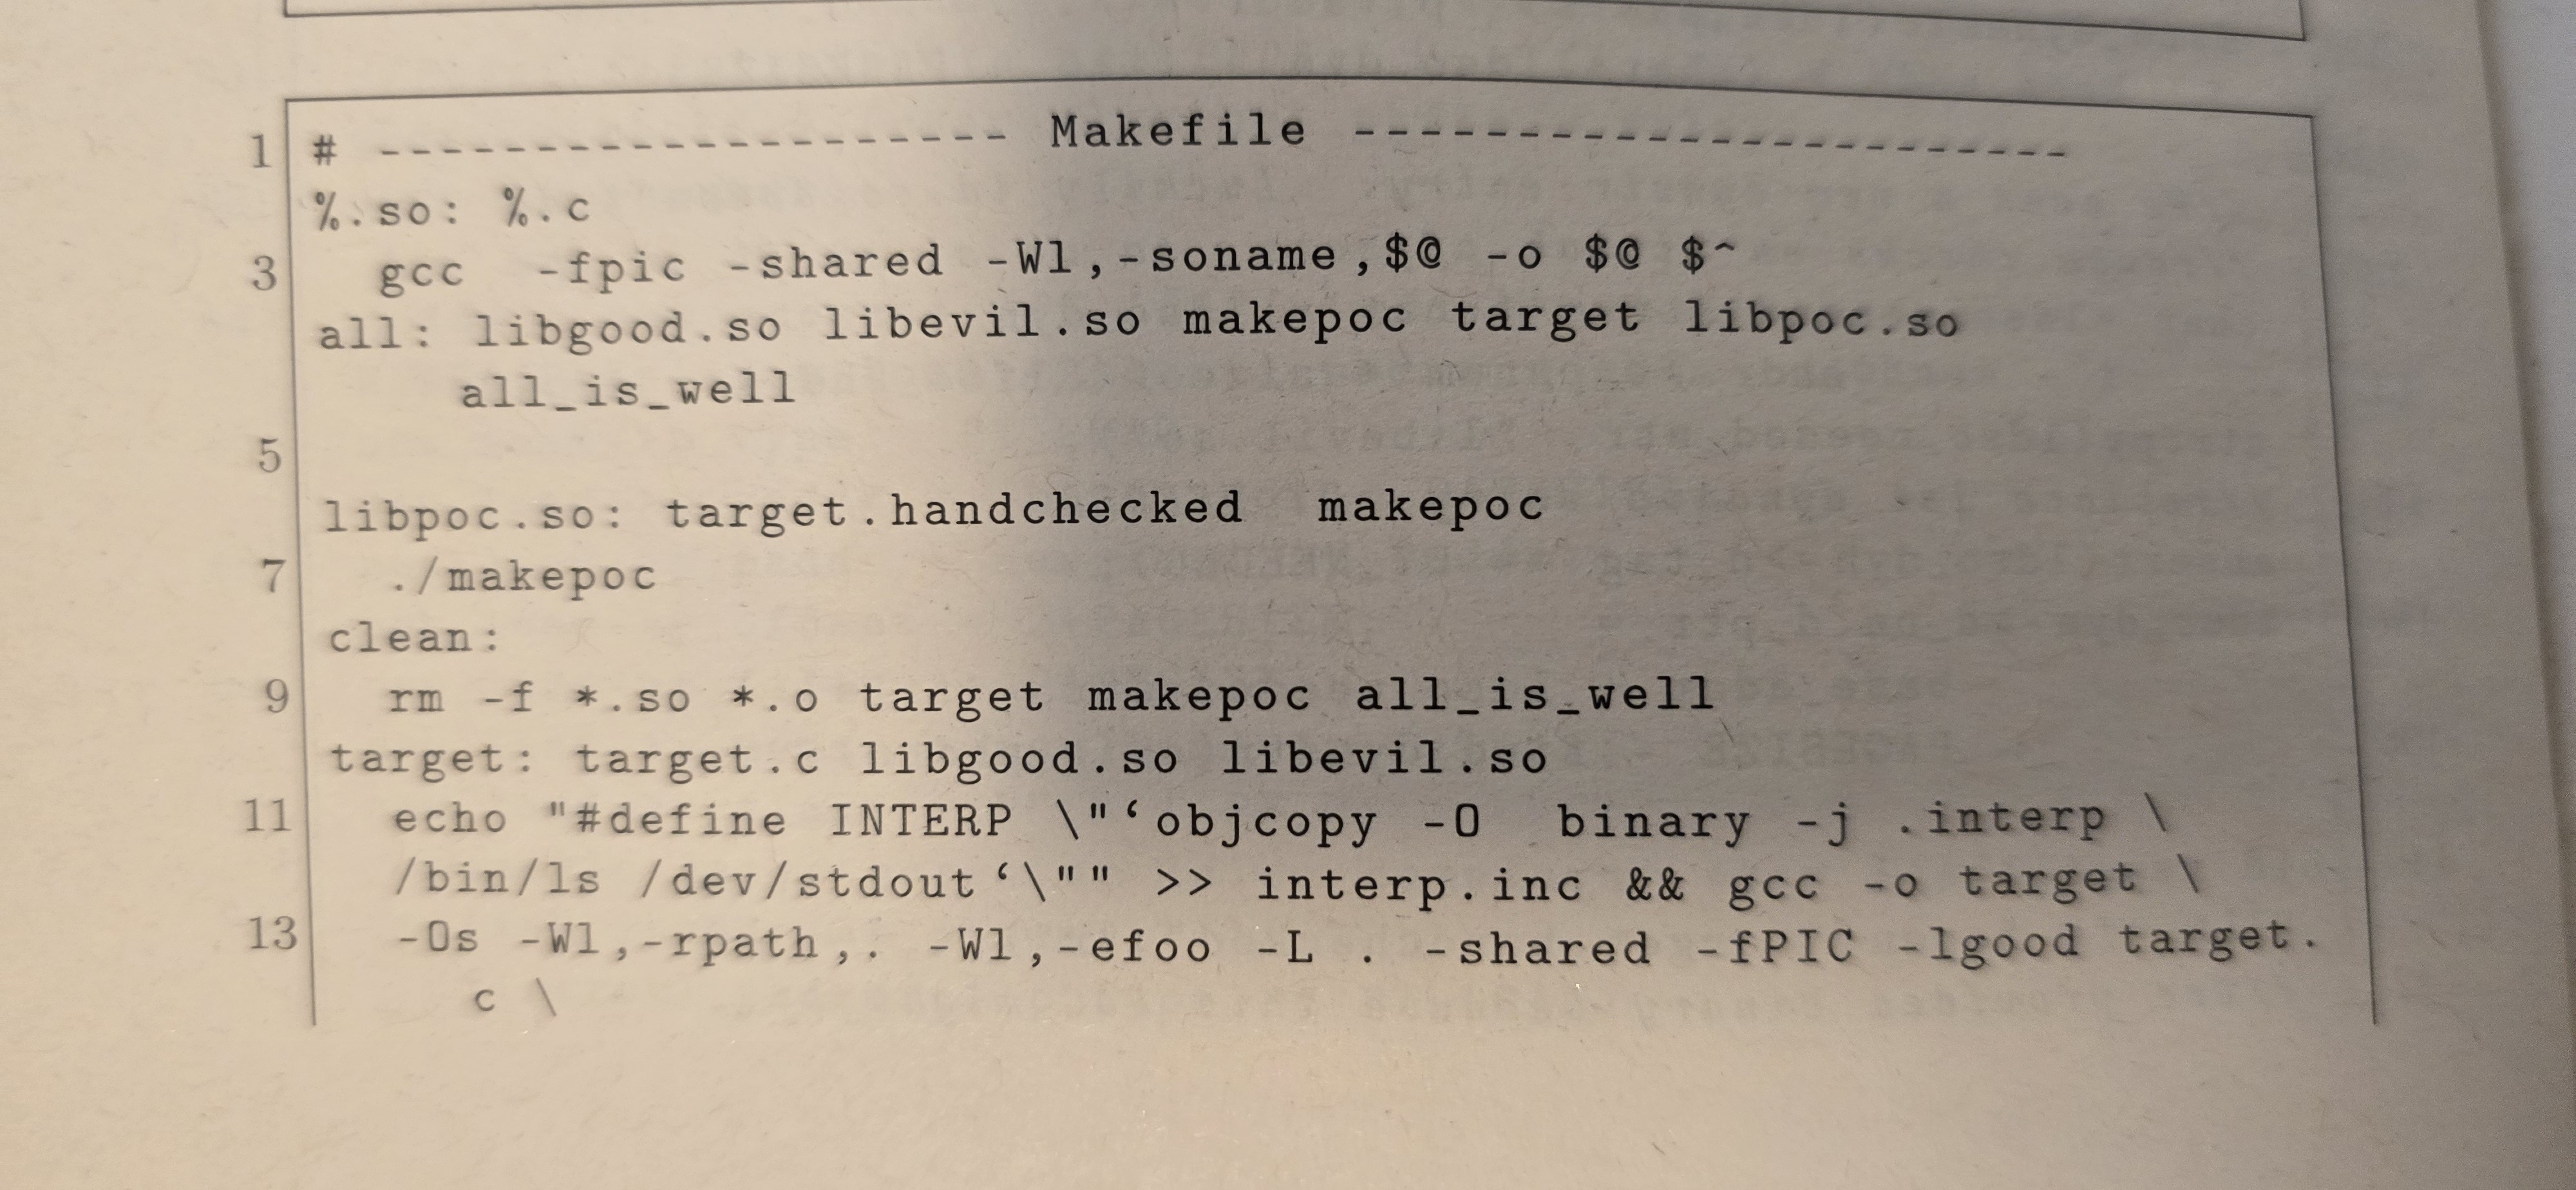 1 # -------------------- Makefile -----------------------
%.so: %.c
3 gcc  -fpic -shared -Wl,-soname,$@ -o $@ $^
all: libgood.so libevil.so makepoc target libpoc.so
all_is_well
5
libpoc.so: target.handchecked  makepoc
7 ./makepoc
clean:
9 rm -f *.so *.o target makepoc all_is_well
target: target.c libgood.so libevil.so
11 echo "#define INTERP \"‘objcopy -O  binary -j .interp \
/bin/ls /dev/stdout‘\"" >> interp.inc && gcc -o target \
13 -Os -Wl,-rpath,. -Wl,-efoo -L . -shared -fPIC -lgood target.
c \